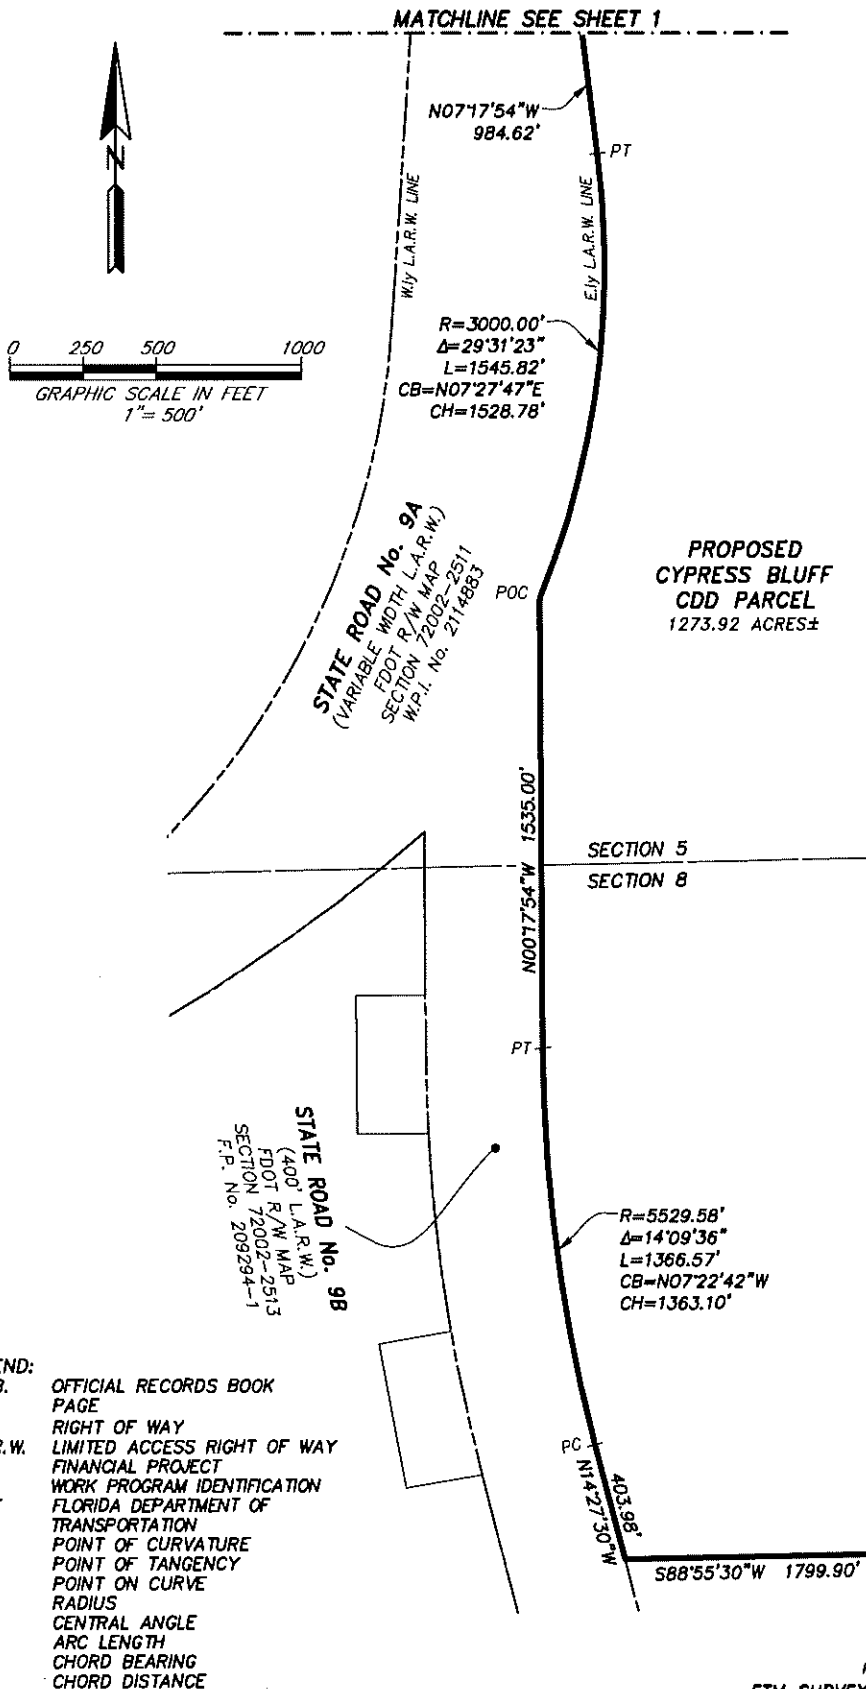 MATCHLINE SEE SHEET 1
N07°17'54"W
984.62'
PT
N
W.ly L.A.R.W. LINE
E.ly L.A.R.W. LINE
R=3000.00'
Δ=29°31'23"
L=1545.82'
CB=N07°27'47"E
CH=1528.78'
0 250 500 1000
GRAPHIC SCALE IN FEET
1"= 500'
STATE ROAD No. 9A
(VARIABLE WIDTH L.A.R.W.)
FDOT R/W MAP
SECTION 72002-2511
W.P.I. No. 2114883
POC
PROPOSED
CYPRESS BLUFF
CDD PARCEL
1273.92 ACRES±
N00°17'54"W 1535.00'
SECTION 5
SECTION 8
PT
STATE ROAD No. 9B
(400' L.A.R.W.)
FDOT R/W MAP
SECTION 72002-2513
F.P. No. 209294-1
R=5529.58'
Δ=14°09'36"
L=1366.57'
CB=N07°22'42"W
CH=1363.10'
PC
N14°27'30"W
403.98'
S88°55'30"W 1799.90'
END:
B. OFFICIAL RECORDS BOOK
PAGE
RIGHT OF WAY
R.W. LIMITED ACCESS RIGHT OF WAY
FINANCIAL PROJECT
WORK PROGRAM IDENTIFICATION
FLORIDA DEPARTMENT OF
TRANSPORTATION
POINT OF CURVATURE
POINT OF TANGENCY
POINT ON CURVE
RADIUS
CENTRAL ANGLE
ARC LENGTH
CHORD BEARING
CHORD DISTANCE